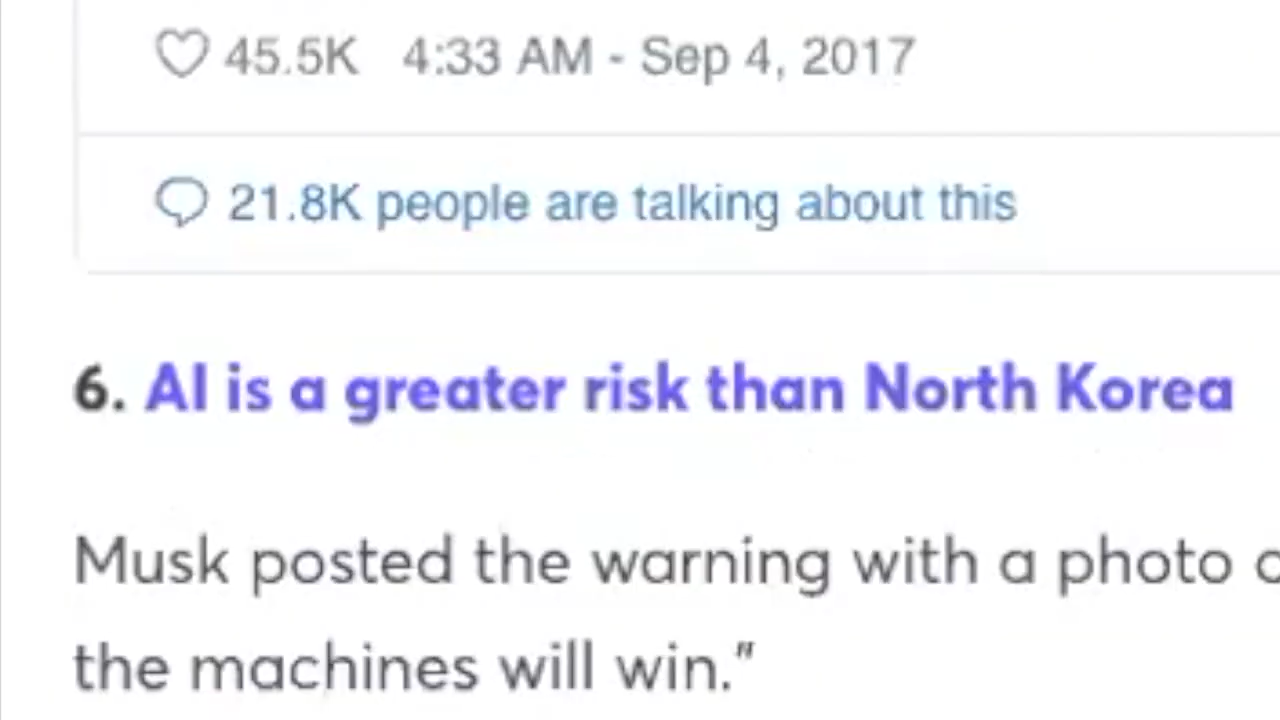 45.5K 4:33 AM - Sep 4, 2017
21.8K people are talking about this
6. AI is a greater risk than North Korea
Musk posted the warning with a photo
the machines will win.”